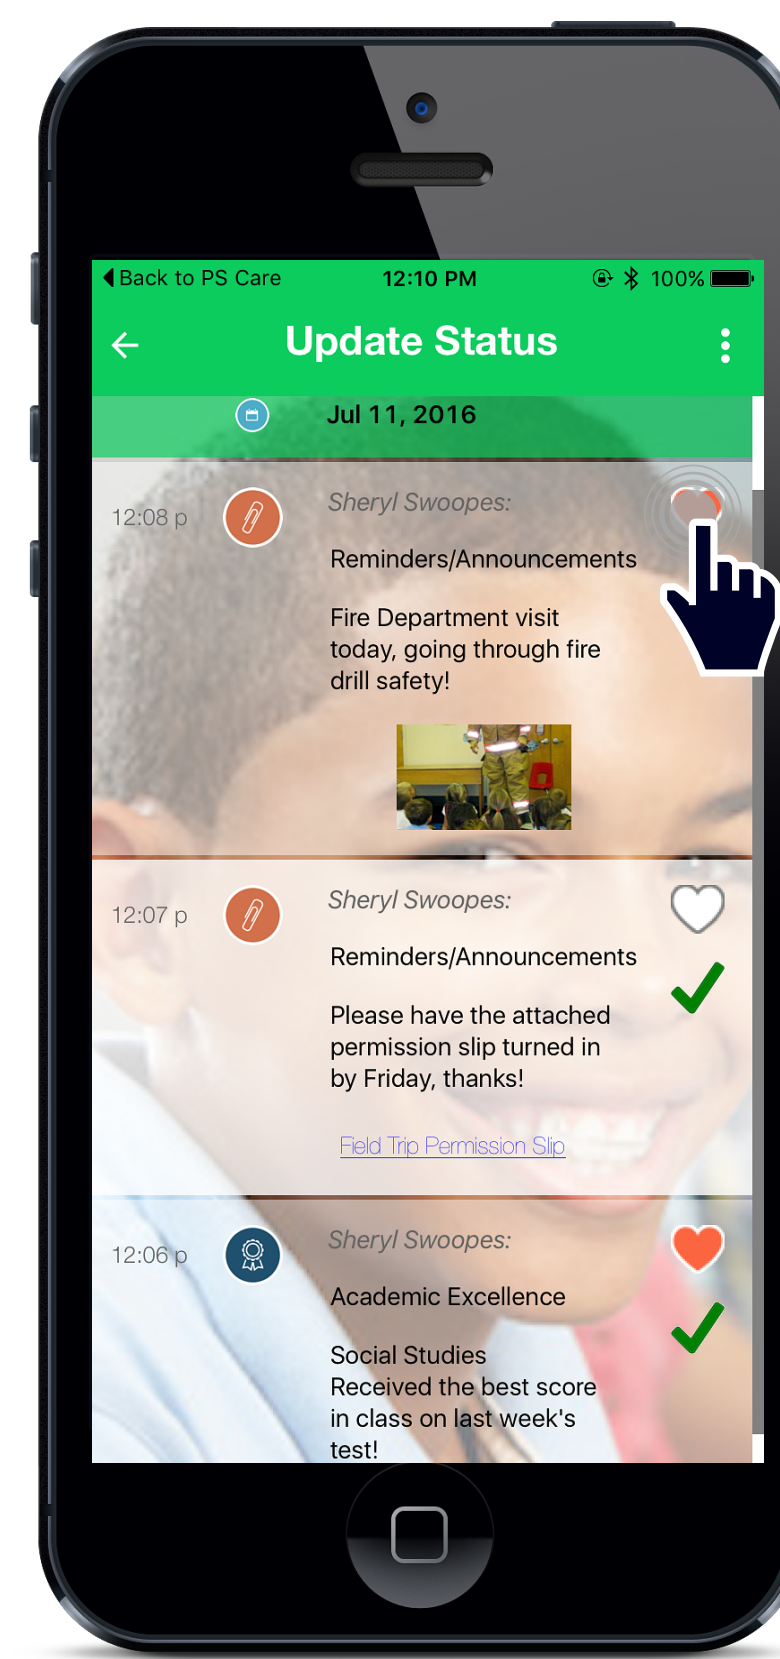 Back to PS Care 12:10 PM 100%
Update Status
Jul 11, 2016
12:08 p Sheryl Swoopes:
Reminders/Announcements
Fire Department visit
today, going through fire
drill safety!
12:07 p Sheryl Swoopes:
Reminders/Announcements
Please have the attached
permission slip turned in
by Friday, thanks!
Field Trip Permission Slip
12:06 p Sheryl Swoopes:
Academic Excellence
Social Studies
Received the best score
in class on last week's
test!